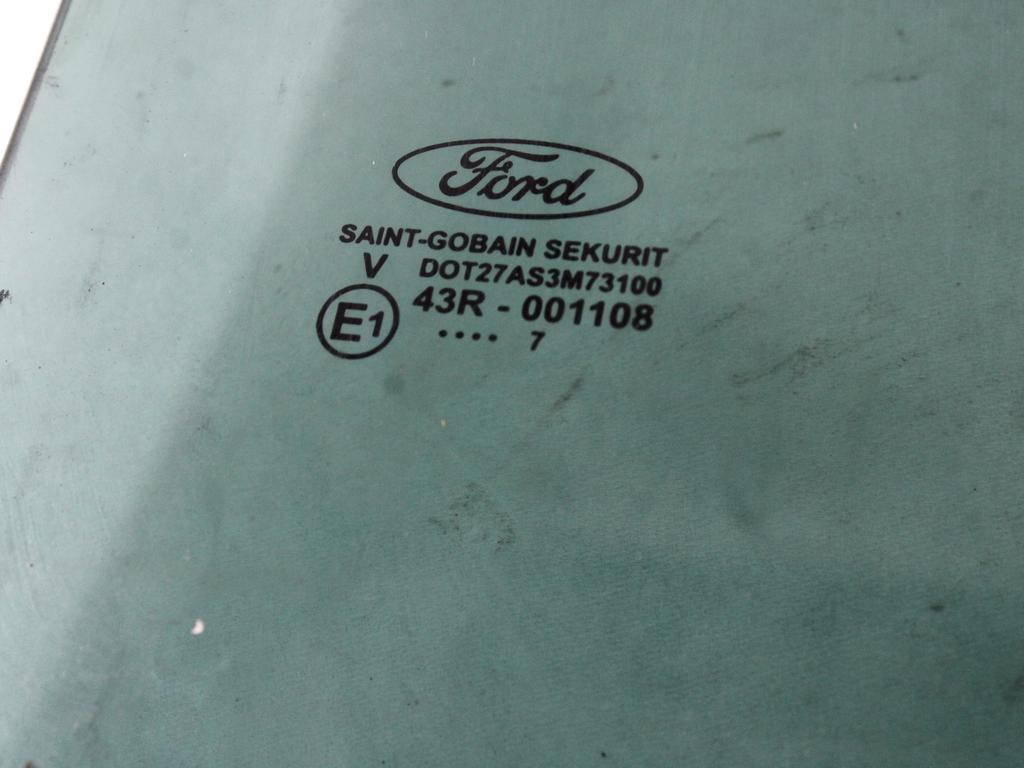 Ford
SAINT-GOBAIN SEKURIT
V DOT27AS3M73100
E1 43R - 001108
.... 7